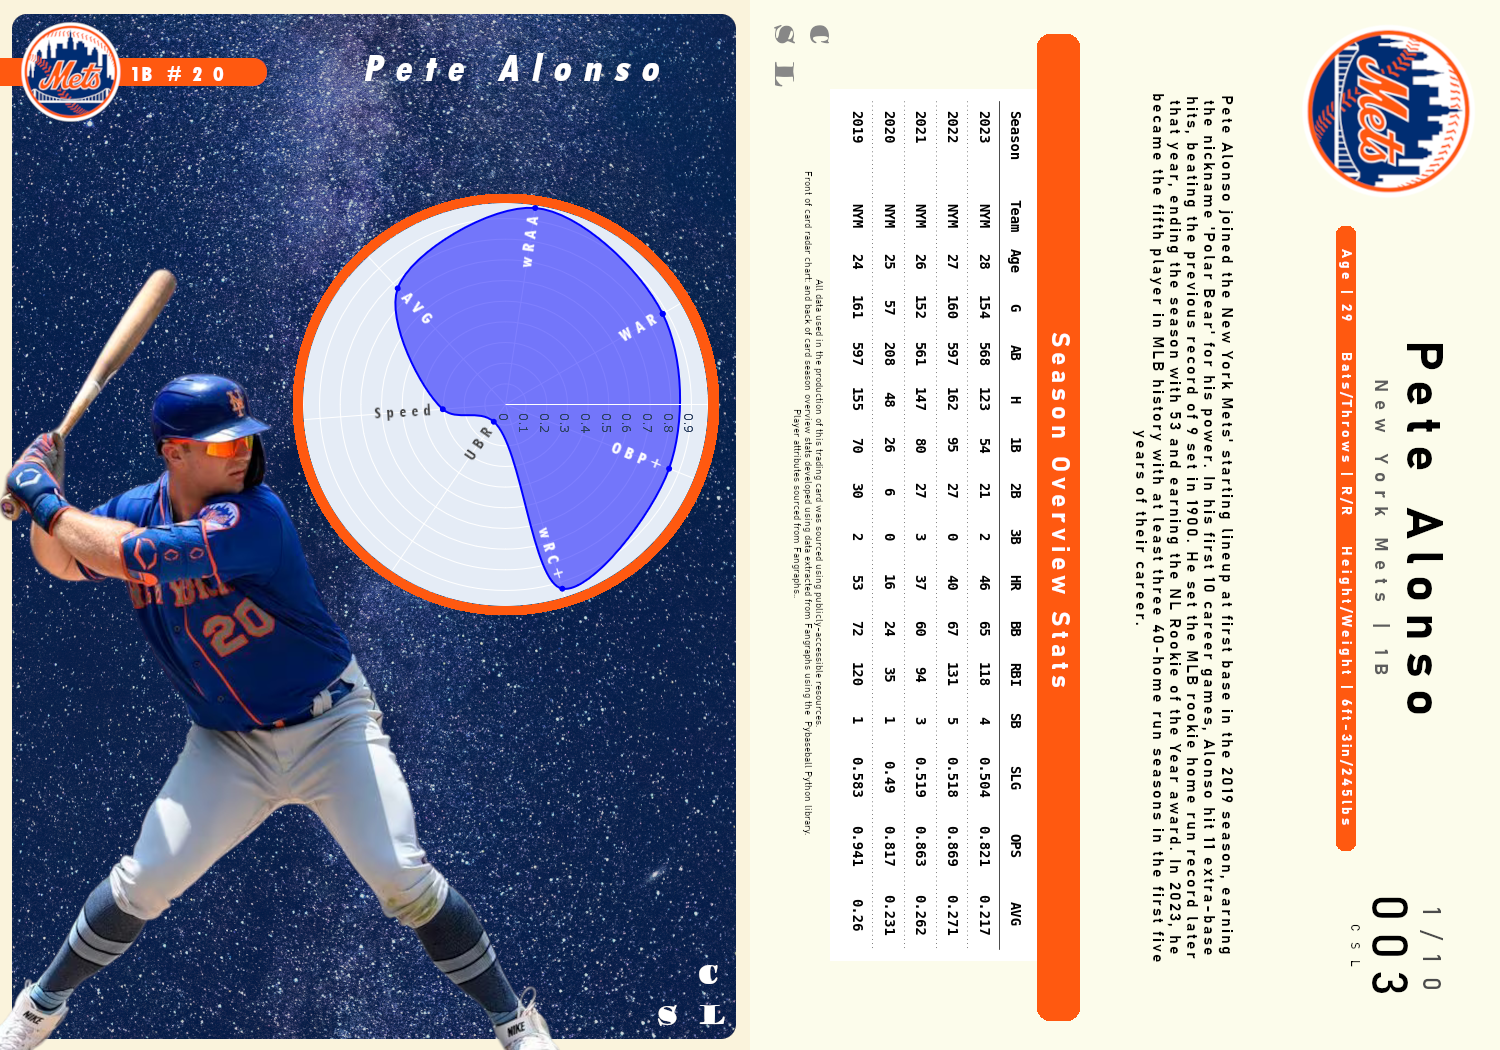 Mets
1B #20
Pete Alonso
wRAA
WAR
AVG
Speed
UBR
OBP+
wRC+
0 0.1 0.2 0.3 0.4 0.5 0.6 0.7 0.8 0.9
NEW YORK
20
Mets
NIKE
NIKE
C
S L
Mets
Pete Alonso
New York Mets | 1B
1/10
003
CSL
Age | 29 Bats/Throws | R/R Height/Weight | 6ft-3in/245lbs
Pete Alonso joined the New York Mets' starting lineup at first base in the 2019 season, earning
the nickname 'Polar Bear' for his power. In his first 10 career games, Alonso hit 11 extra-base
hits, beating the previous record of 9 set in 1900. He set the MLB rookie home run record later
that year, ending the season with 53 and earning the NL Rookie of the Year award. In 2023, he
became the fifth player in MLB history with at least three 40-home run seasons in the first five
years of their career.
Season Overview Stats
Season Team Age G AB H 1B 2B 3B HR BB RBI SB SLG OPS AVG
2023 NYM 28 154 568 123 54 21 2 46 65 118 4 0.504 0.821 0.217
2022 NYM 27 160 597 162 95 27 0 40 67 131 5 0.518 0.869 0.271
2021 NYM 26 152 561 147 80 27 3 37 60 94 3 0.519 0.863 0.262
2020 NYM 25 57 208 48 26 6 0 16 24 35 1 0.49 0.817 0.231
2019 NYM 24 161 597 155 70 30 2 53 72 120 1 0.583 0.941 0.26
All data used in the production of this trading card was sourced using publicly-accessible resources.
Front of card radar chart and back of card season overview stats developed using data extracted from Fangraphs using the Pybaseball Python library.
Player attributes sourced from Fangraphs.
C
S L